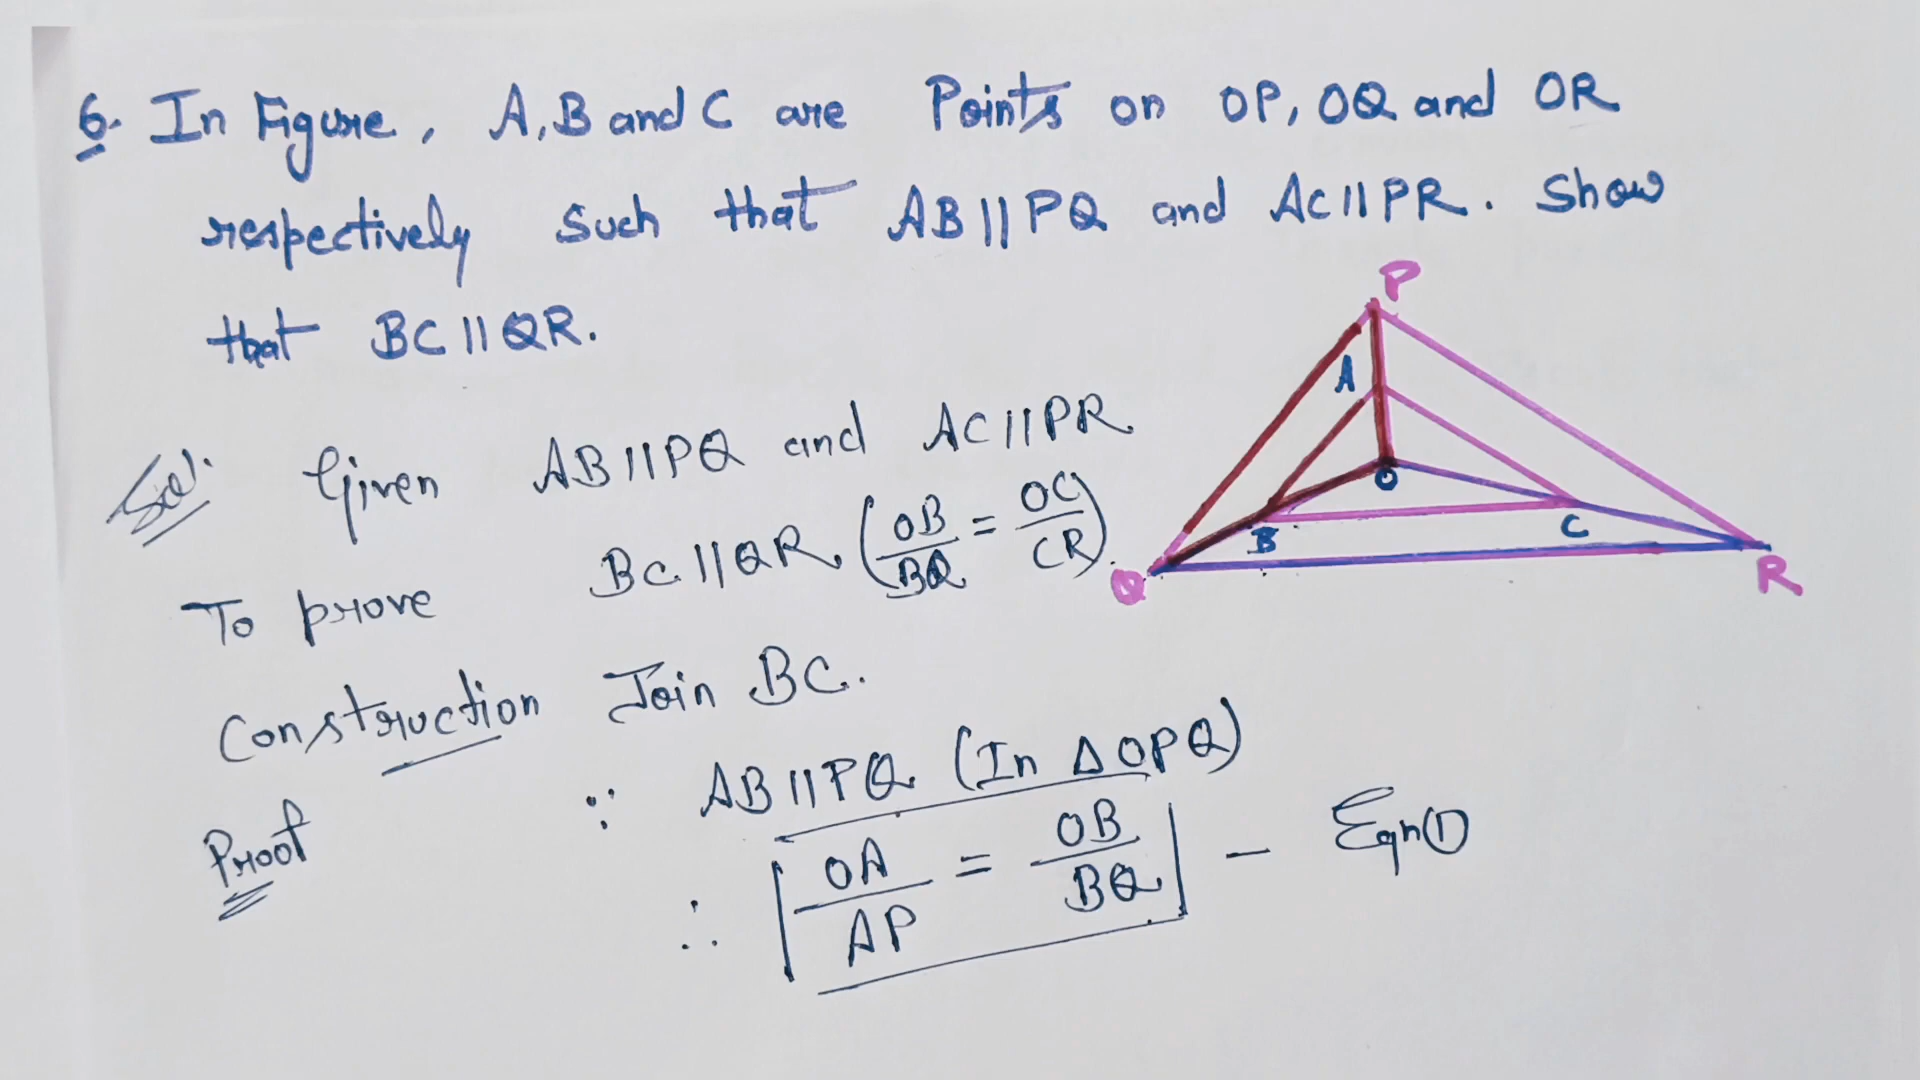 6. In Figure, A, B and C are Points on OP, OQ and OR
respectively such that AB||PQ and AC||PR. Show
that BC||QR.
P
A
O
B
C
Q
R
Sol. Given AB||PQ and AC||PR
To prove BC||QR (OB/BQ = OC/CR)
Construction Join BC.
Proof ∵ AB||PQ (In ΔOPQ)
∴ OA/AP = OB/BQ - Eqn①